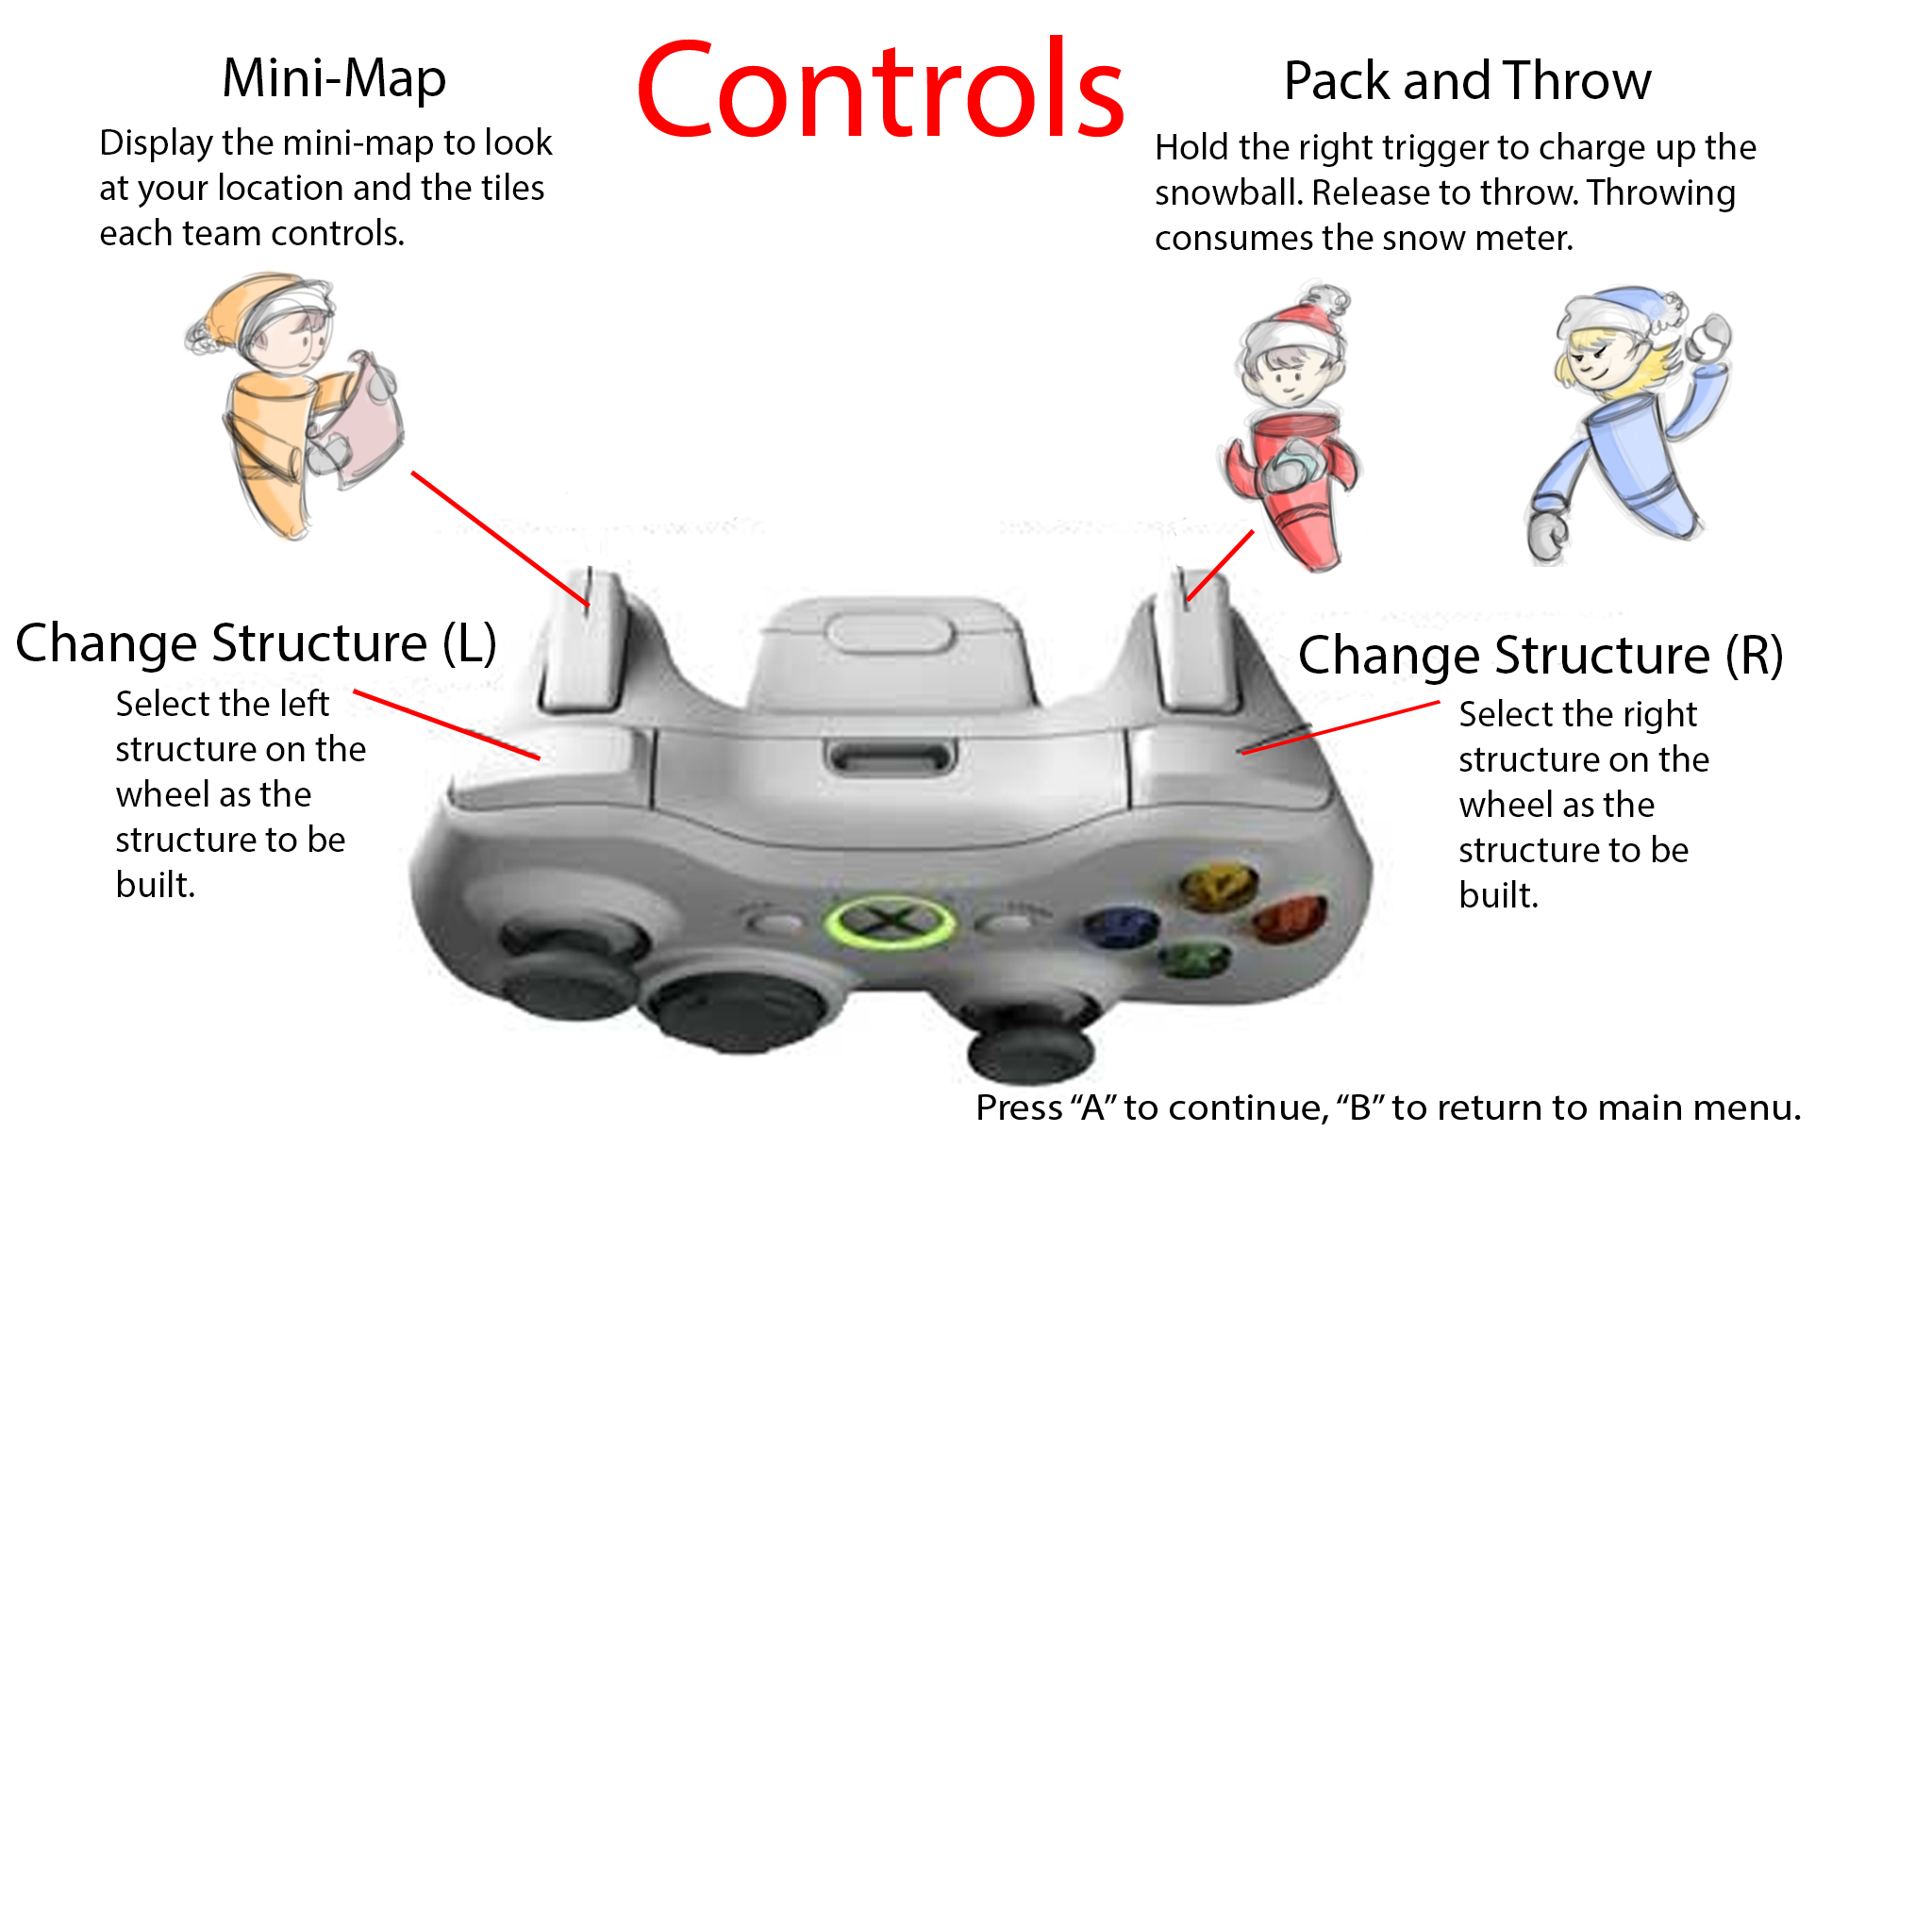 Controls
Mini-Map
Display the mini-map to look
at your location and the tiles
each team controls.
Pack and Throw
Hold the right trigger to charge up the
snowball. Release to throw. Throwing
consumes the snow meter.
Change Structure (L)
Select the left
structure on the
wheel as the
structure to be
built.
Change Structure (R)
Select the right
structure on the
wheel as the
structure to be
built.
Press “A” to continue, “B” to return to main menu.